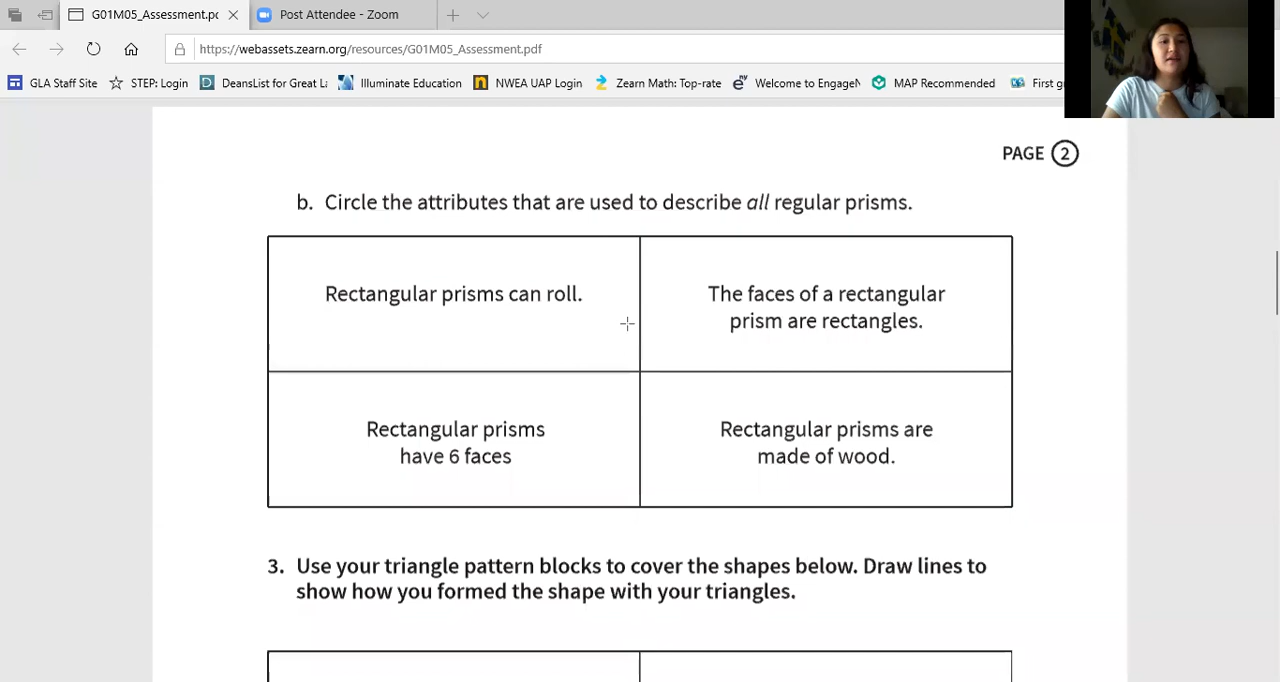 G01M05_Assessment.pc
Post Attendee - Zoom
https://webassets.zearn.org/resources/G01M05_Assessment.pdf
GLA Staff Site STEP: Login DeansList for Great La Illuminate Education NWEA UAP Login Zearn Math: Top-rate Welcome to EngageN MAP Recommended First g
PAGE 2
b. Circle the attributes that are used to describe all regular prisms.
Rectangular prisms can roll.
The faces of a rectangular
prism are rectangles.
Rectangular prisms
have 6 faces
Rectangular prisms are
made of wood.
3. Use your triangle pattern blocks to cover the shapes below. Draw lines to
show how you formed the shape with your triangles.